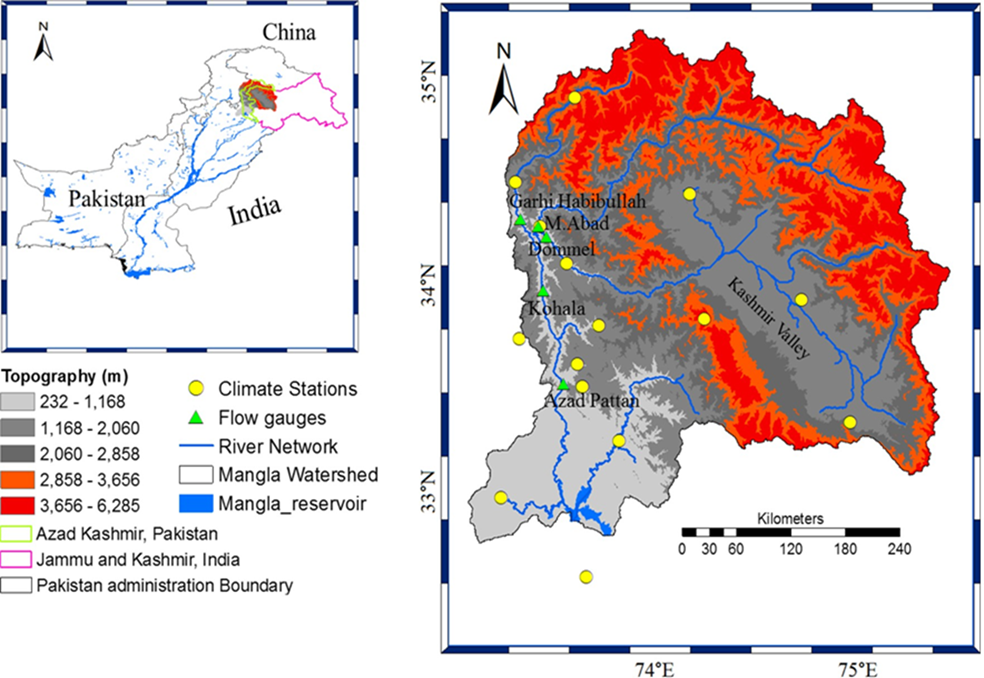 N
China
Pakistan
India
Topography (m)
232 - 1,168
1,168 - 2,060
2,060 - 2,858
2,858 - 3,656
3,656 - 6,285
Azad Kashmir, Pakistan
Jammu and Kashmir, India
Pakistan administration Boundary
Climate Stations
Flow gauges
River Network
Mangla Watershed
Mangla_reservoir
N
35°N
34°N
33°N
Garhi Habibullah
M.Abad
Dommel
Kohala
Azad Pattan
Kashmir Valley
Kilometers
0 30 60 120 180 240
74°E 75°E